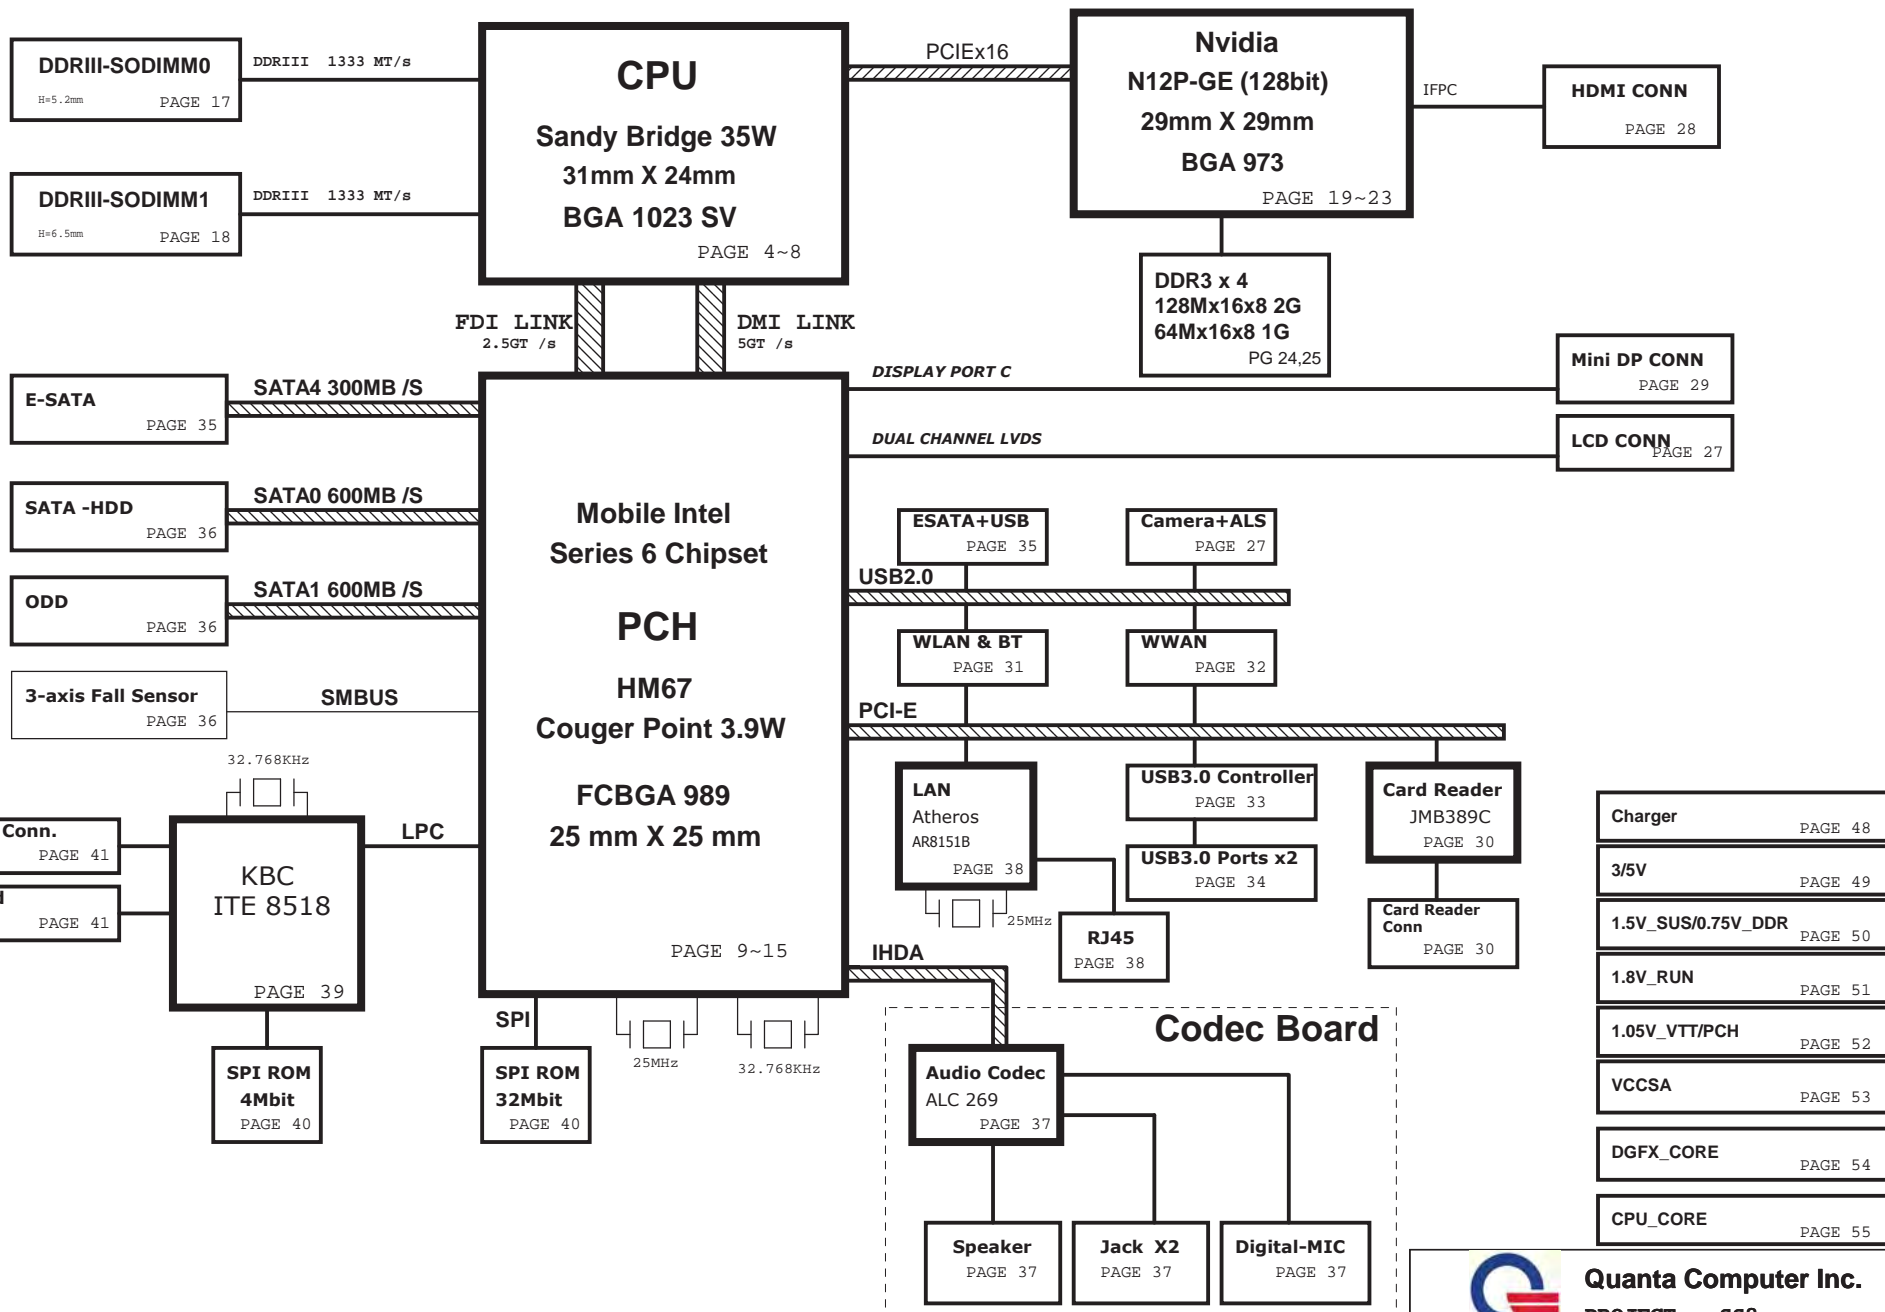 DDRIII-SODIMM0
H=5.2mm PAGE 17
DDRIII 1333 MT/s
DDRIII-SODIMM1
H=6.5mm PAGE 18
DDRIII 1333 MT/s
CPU
Sandy Bridge 35W
31mm X 24mm
BGA 1023 SV
PAGE 4~8
PCIEx16
Nvidia
N12P-GE (128bit)
29mm X 29mm
BGA 973
PAGE 19~23
IFPC
HDMI CONN
PAGE 28
DDR3 x 4
128Mx16x8 2G
64Mx16x8 1G
PG 24,25
FDI LINK
2.5GT /s
DMI LINK
5GT /s
DISPLAY PORT C
Mini DP CONN
PAGE 29
DUAL CHANNEL LVDS
LCD CONN
PAGE 27
E-SATA
PAGE 35
SATA4 300MB /S
SATA -HDD
PAGE 36
SATA0 600MB /S
ODD
PAGE 36
SATA1 600MB /S
3-axis Fall Sensor
PAGE 36
SMBUS
Mobile Intel
Series 6 Chipset
PCH
HM67
Couger Point 3.9W
FCBGA 989
25 mm X 25 mm
PAGE 9~15
ESATA+USB
PAGE 35
Camera+ALS
PAGE 27
USB2.0
WLAN & BT
PAGE 31
WWAN
PAGE 32
PCI-E
LAN
Atheros
AR8151B
PAGE 38
25MHz
RJ45
PAGE 38
USB3.0 Controller
PAGE 33
USB3.0 Ports x2
PAGE 34
Card Reader
JMB389C
PAGE 30
Card Reader
Conn
PAGE 30
32.768KHz
Conn.
PAGE 41
PAGE 41
KBC
ITE 8518
PAGE 39
LPC
SPI ROM
4Mbit
PAGE 40
SPI
SPI ROM
32Mbit
PAGE 40
25MHz
32.768KHz
IHDA
Codec Board
Audio Codec
ALC 269
PAGE 37
Speaker
PAGE 37
Jack X2
PAGE 37
Digital-MIC
PAGE 37
Charger
PAGE 48
3/5V
PAGE 49
1.5V_SUS/0.75V_DDR
PAGE 50
1.8V_RUN
PAGE 51
1.05V_VTT/PCH
PAGE 52
VCCSA
PAGE 53
DGFX_CORE
PAGE 54
CPU_CORE
PAGE 55
Quanta Computer Inc.